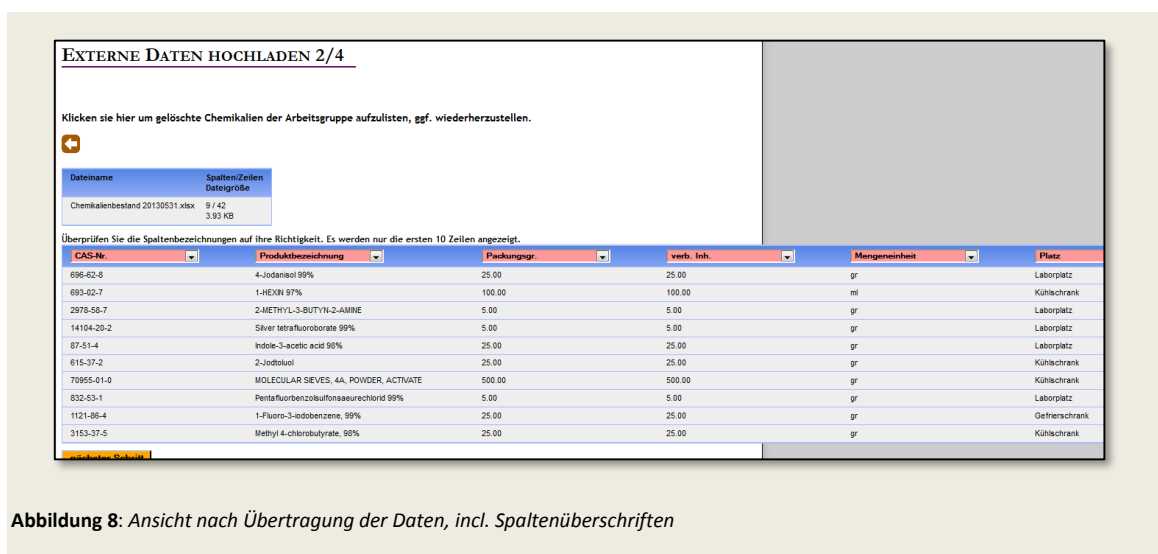 EXTERNE DATEN HOCHLADEN 2/4
Klicken sie hier um gelöschte Chemikalien der Arbeitsgruppe aufzulisten, ggf. wiederherzustellen.
Dateiname Spalten/Zeilen
Dateigröße
Chemikalienbestand 20130531.xlsx 9 / 42
3.93 KB
Überprüfen Sie die Spaltenbezeichnungen auf ihre Richtigkeit. Es werden nur die ersten 10 Zeilen angezeigt.
CAS-Nr. Produktbezeichnung Packungsgr. verb. Inh. Mengeneinheit Platz
696-62-8 4-Jodanisol 99% 25.00 25.00 gr Laborplatz
693-02-7 1-HEXIN 97% 100.00 100.00 ml Kühlschrank
2978-58-7 2-METHYL-3-BUTYN-2-AMINE 5.00 5.00 gr Laborplatz
14104-20-2 Silver tetrafluoroborate 99% 5.00 5.00 gr Laborplatz
87-51-4 Indole-3-acetic acid 98% 25.00 25.00 gr Laborplatz
615-37-2 2-Jodtoluol 25.00 25.00 gr Kühlschrank
70955-01-0 MOLECULAR SIEVES, 4A, POWDER, ACTIVATE 500.00 500.00 gr Kühlschrank
832-53-1 Pentafluorbenzolsulfonsaeurechlorid 99% 5.00 5.00 gr Laborplatz
1121-86-4 1-Fluoro-3-iodobenzene, 99% 25.00 25.00 gr Gefrierschrank
3153-37-5 Methyl 4-chlorobutyrate, 98% 25.00 25.00 gr Kühlschrank
nächster Schritt
Abbildung 8: Ansicht nach Übertragung der Daten, incl. Spaltenüberschriften